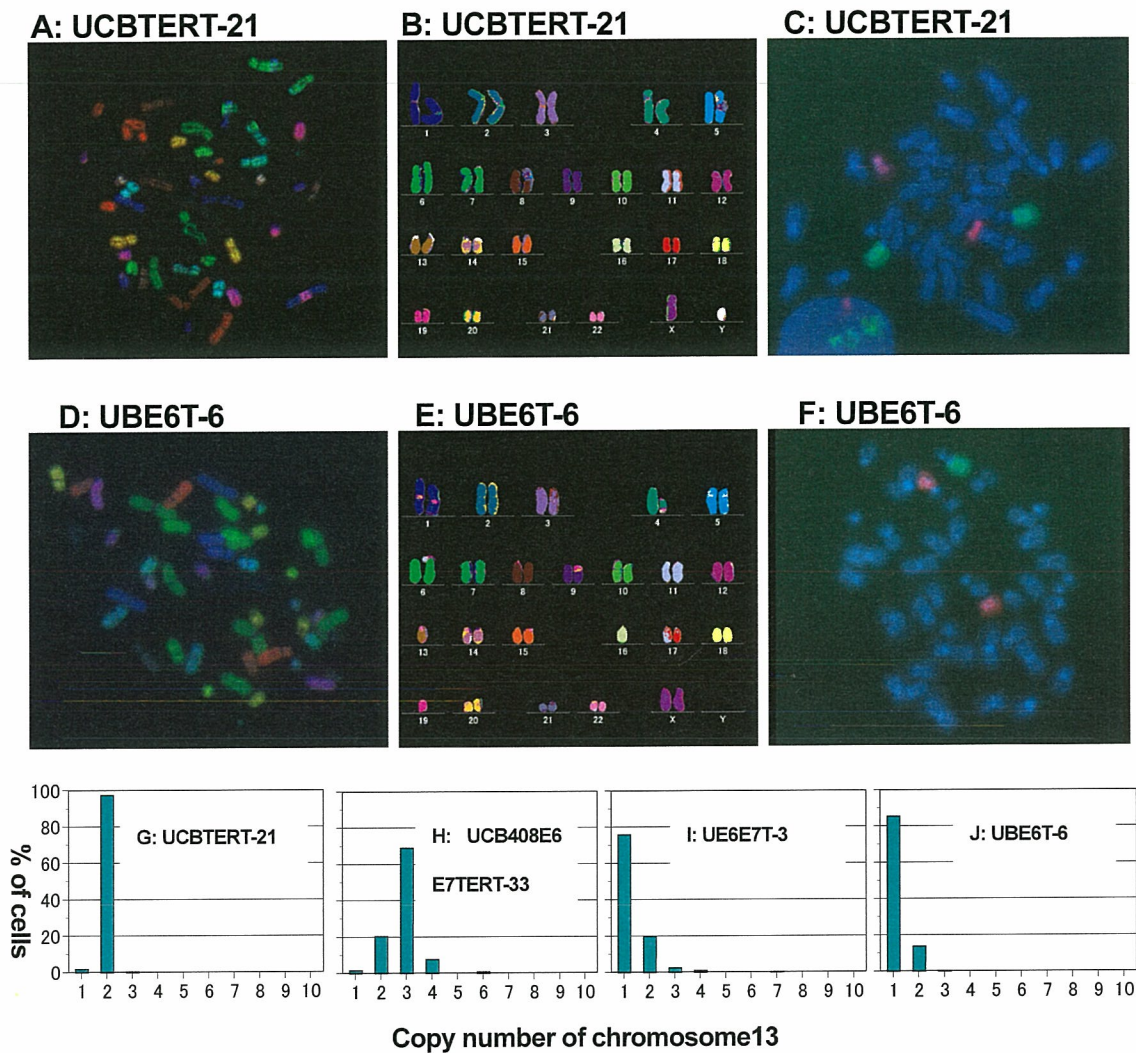 A: UCBTERT-21
B: UCBTERT-21
C: UCBTERT-21
1 2 3 4 5
6 7 8 9 10 11 12
13 14 15 16 17 18
19 20 21 22 X Y
D: UBE6T-6
E: UBE6T-6
F: UBE6T-6
1 2 3 4 5
6 7 8 9 10 11 12
13 14 15 16 17 18
19 20 21 22 X Y
% of cells
100
80
60
40
20
0
G: UCBTERT-21
H: UCB408E6
E7TERT-33
I: UE6E7T-3
J: UBE6T-6
1 2 3 4 5 6 7 8 9 10
1 2 3 4 5 6 7 8 9 10
1 2 3 4 5 6 7 8 9 10
1 2 3 4 5 6 7 8 9 10
Copy number of chromosome13